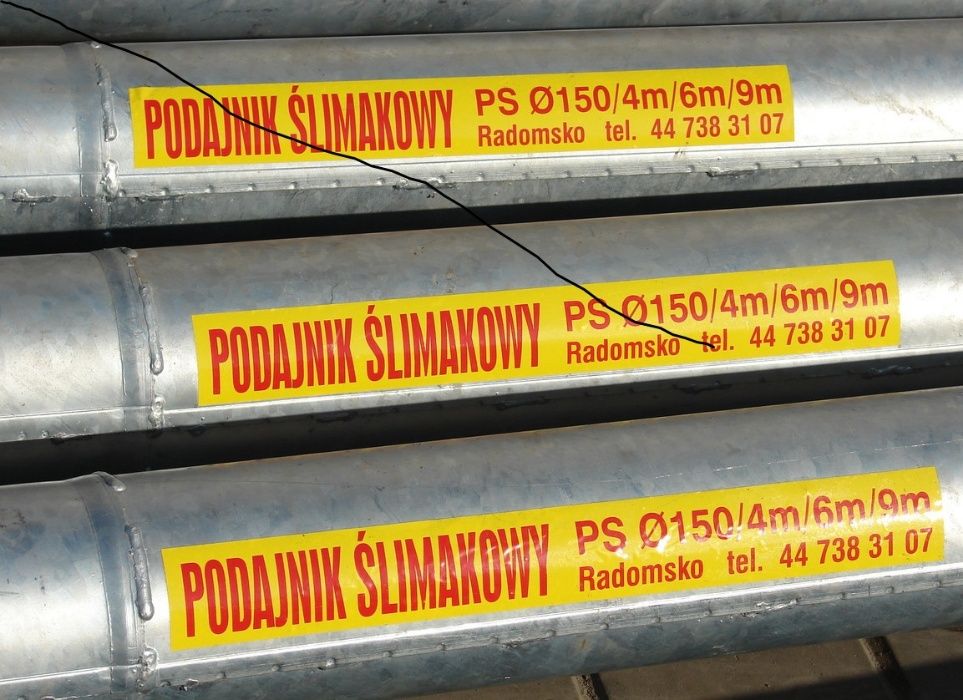 PODAJNIK ŚLIMAKOWY PS Ø150/4m/6m/9m
Radomsko tel. 44 738 31 07
PODAJNIK ŚLIMAKOWY PS Ø150/4m/6m/9m
Radomsko tel. 44 738 31 07
PODAJNIK ŚLIMAKOWY PS Ø150/4m/6m/9m
Radomsko tel. 44 738 31 07